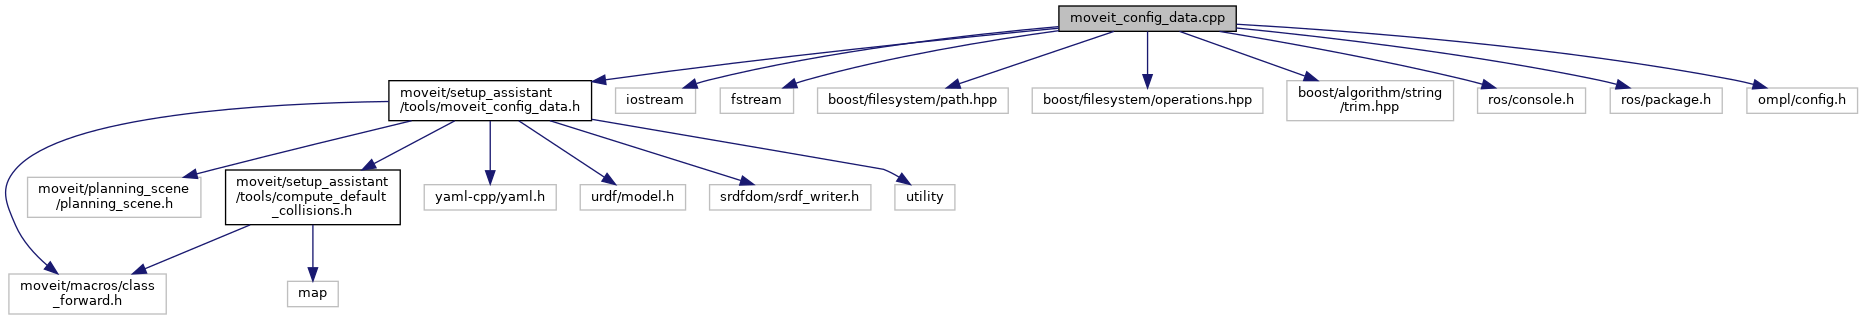 moveit_config_data.cpp
moveit/setup_assistant
/tools/moveit_config_data.h
iostream
fstream
boost/filesystem/path.hpp
boost/filesystem/operations.hpp
boost/algorithm/string
/trim.hpp
ros/console.h
ros/package.h
ompl/config.h
moveit/planning_scene
/planning_scene.h
moveit/setup_assistant
/tools/compute_default
_collisions.h
yaml-cpp/yaml.h
urdf/model.h
srdfdom/srdf_writer.h
utility
moveit/macros/class
_forward.h
map